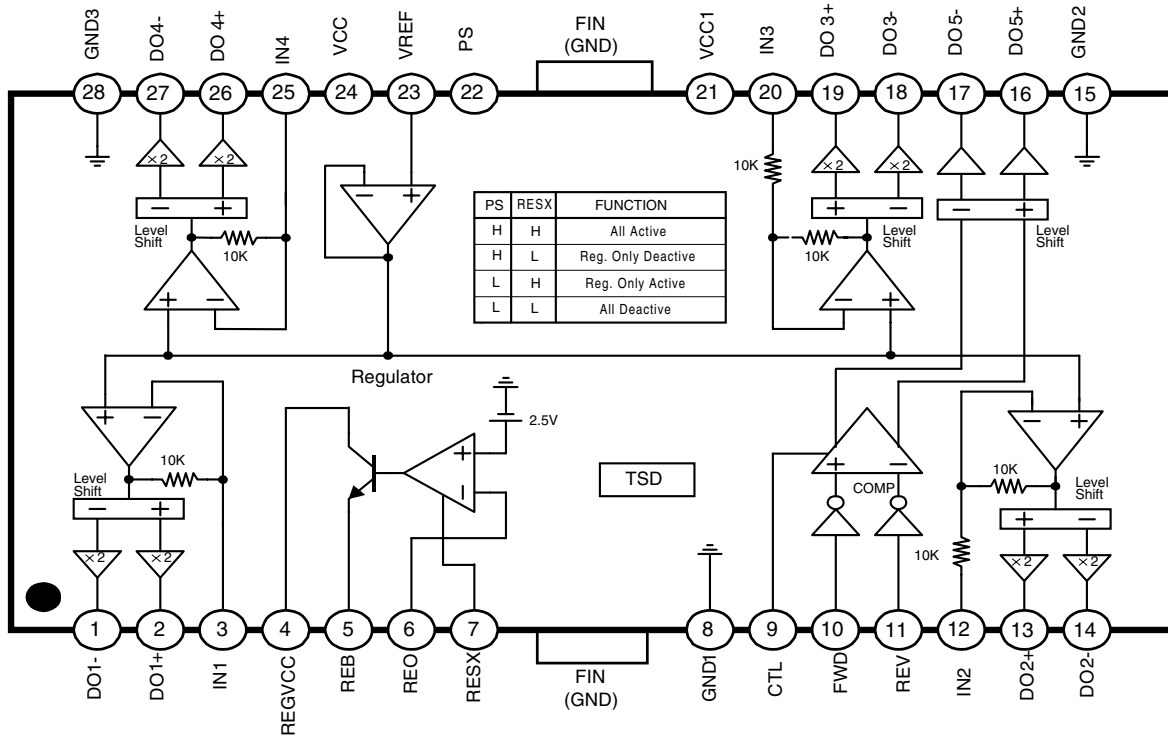 GND3
DO4-
DO 4+
IN4
VCC
VREF
PS
FIN
(GND)
VCC1
IN3
DO 3+
DO3-
DO5-
DO5+
GND2
28
27
26
25
24
23
22
21
20
19
18
17
16
15
×2
×2
10K
×2
×2
− +
− +
+ −
− +
Level
Shift
10K
10K
Level
Shift
+ −
− +
PS RESX FUNCTION
H H All Active
H L Reg. Only Deactive
L H Reg. Only Active
L L All Deactive
Regulator
2.5V
+ −
+
−
TSD
+ −
COMP
− +
10K
Level
Shift
− +
10K
Level
Shift
+ −
10K
×2
×2
×2
×2
1
2
3
4
5
6
7
8
9
10
11
12
13
14
DO1-
DO1+
IN1
REGVCC
REB
REO
RESX
FIN
(GND)
GND1
CTL
FWD
REV
IN2
DO2+
DO2-